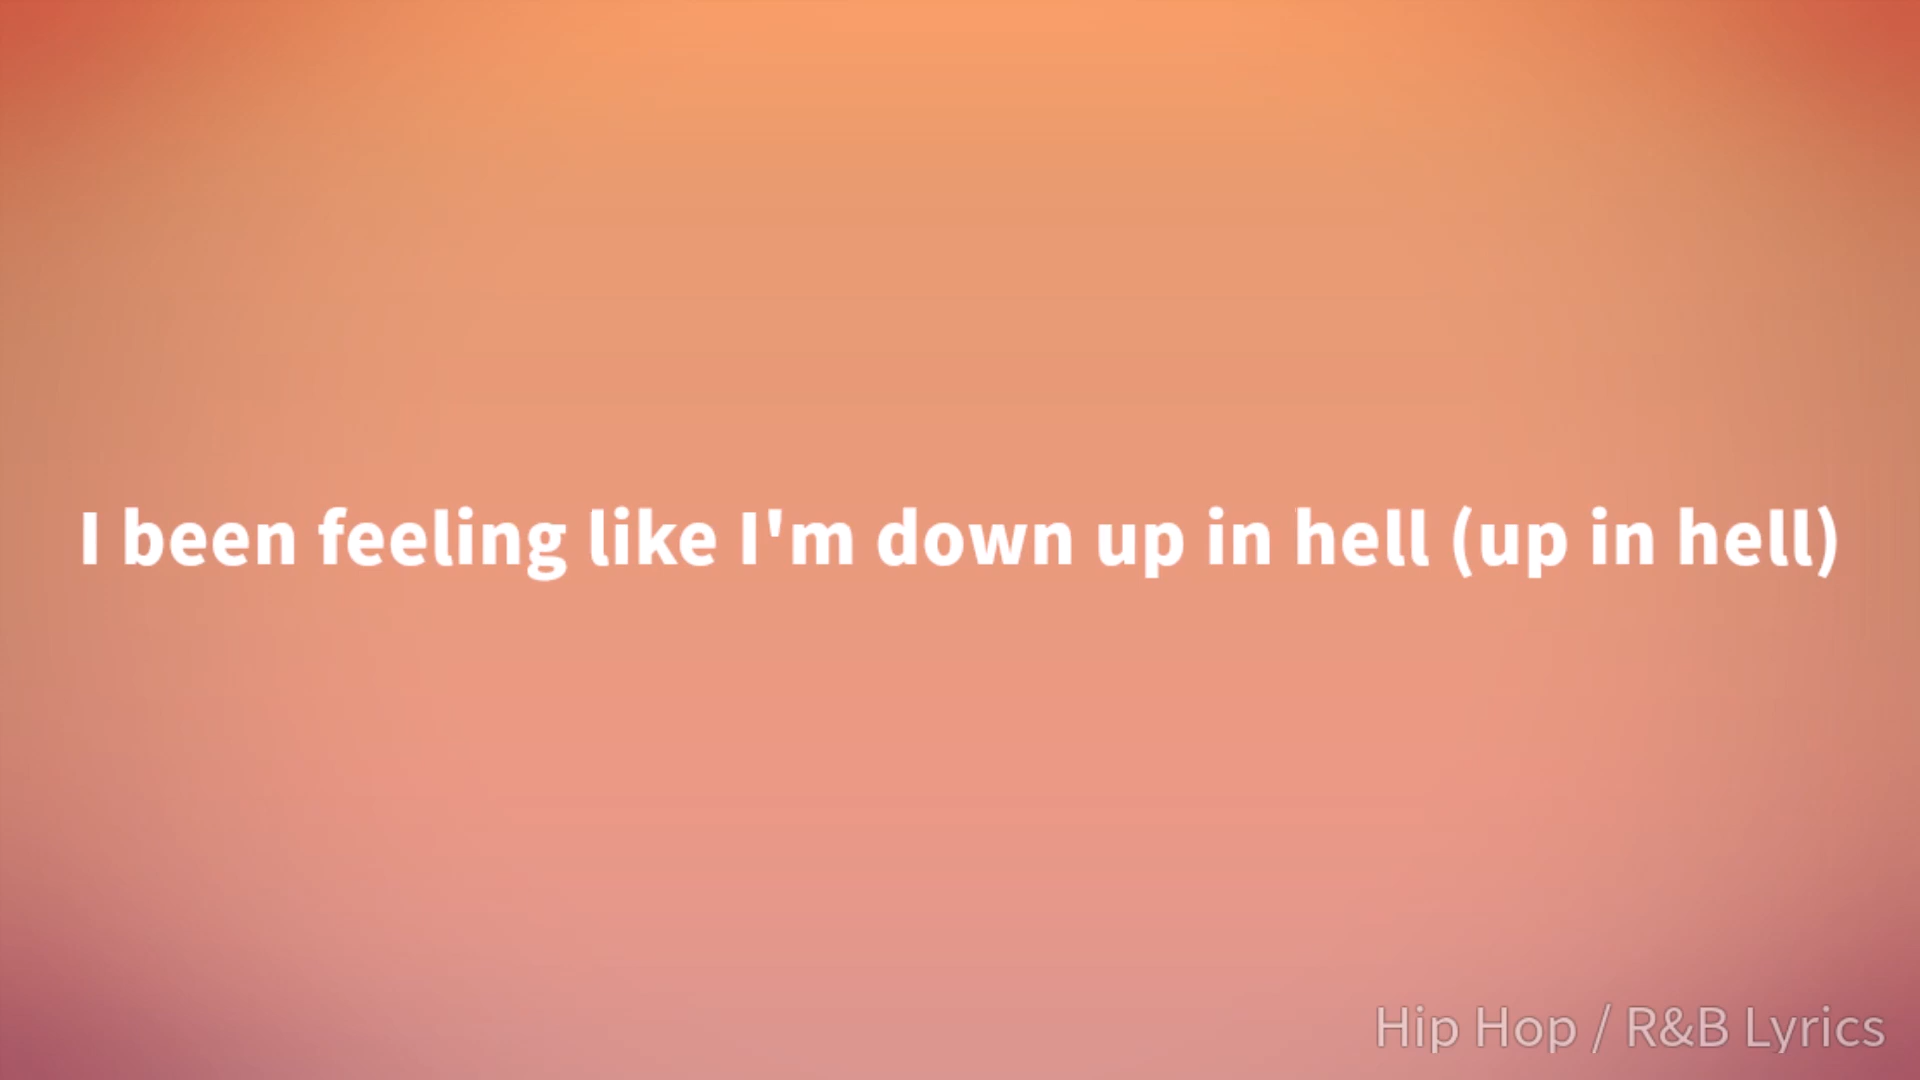 I been feeling like I'm down up in hell (up in hell)
Hip Hop / R&B Lyrics